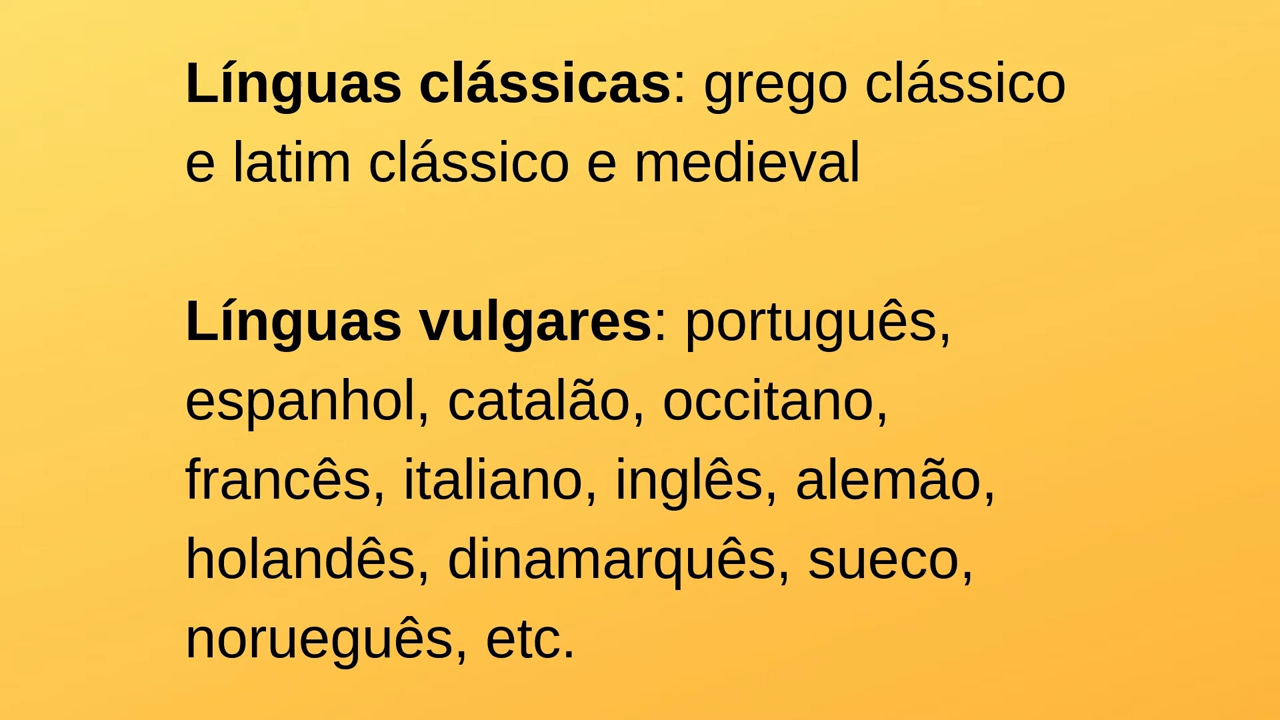 Línguas clássicas: grego clássico
e latim clássico e medieval
Línguas vulgares: português,
espanhol, catalão, occitano,
francês, italiano, inglês, alemão,
holandês, dinamarquês, sueco,
norueguês, etc.